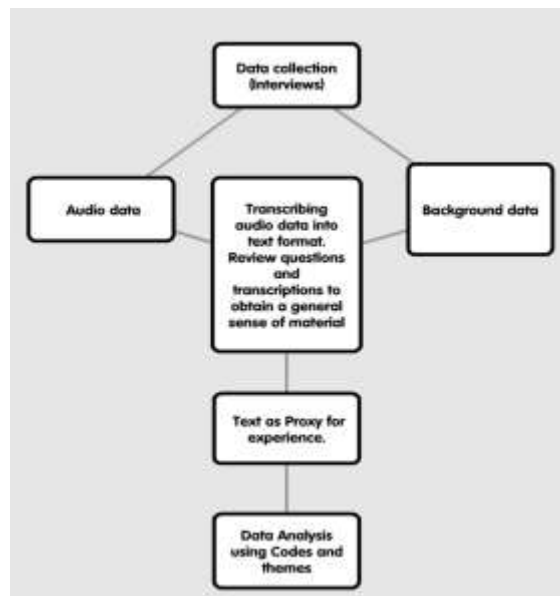 Data collection
(Interviews)
Audio data
Transcribing
audio data into
text format.
Review questions
and
transcriptions to
obtain a general
sense of material
Background data
Text as Proxy for
experience.
Data Analysis
using Codes and
themes